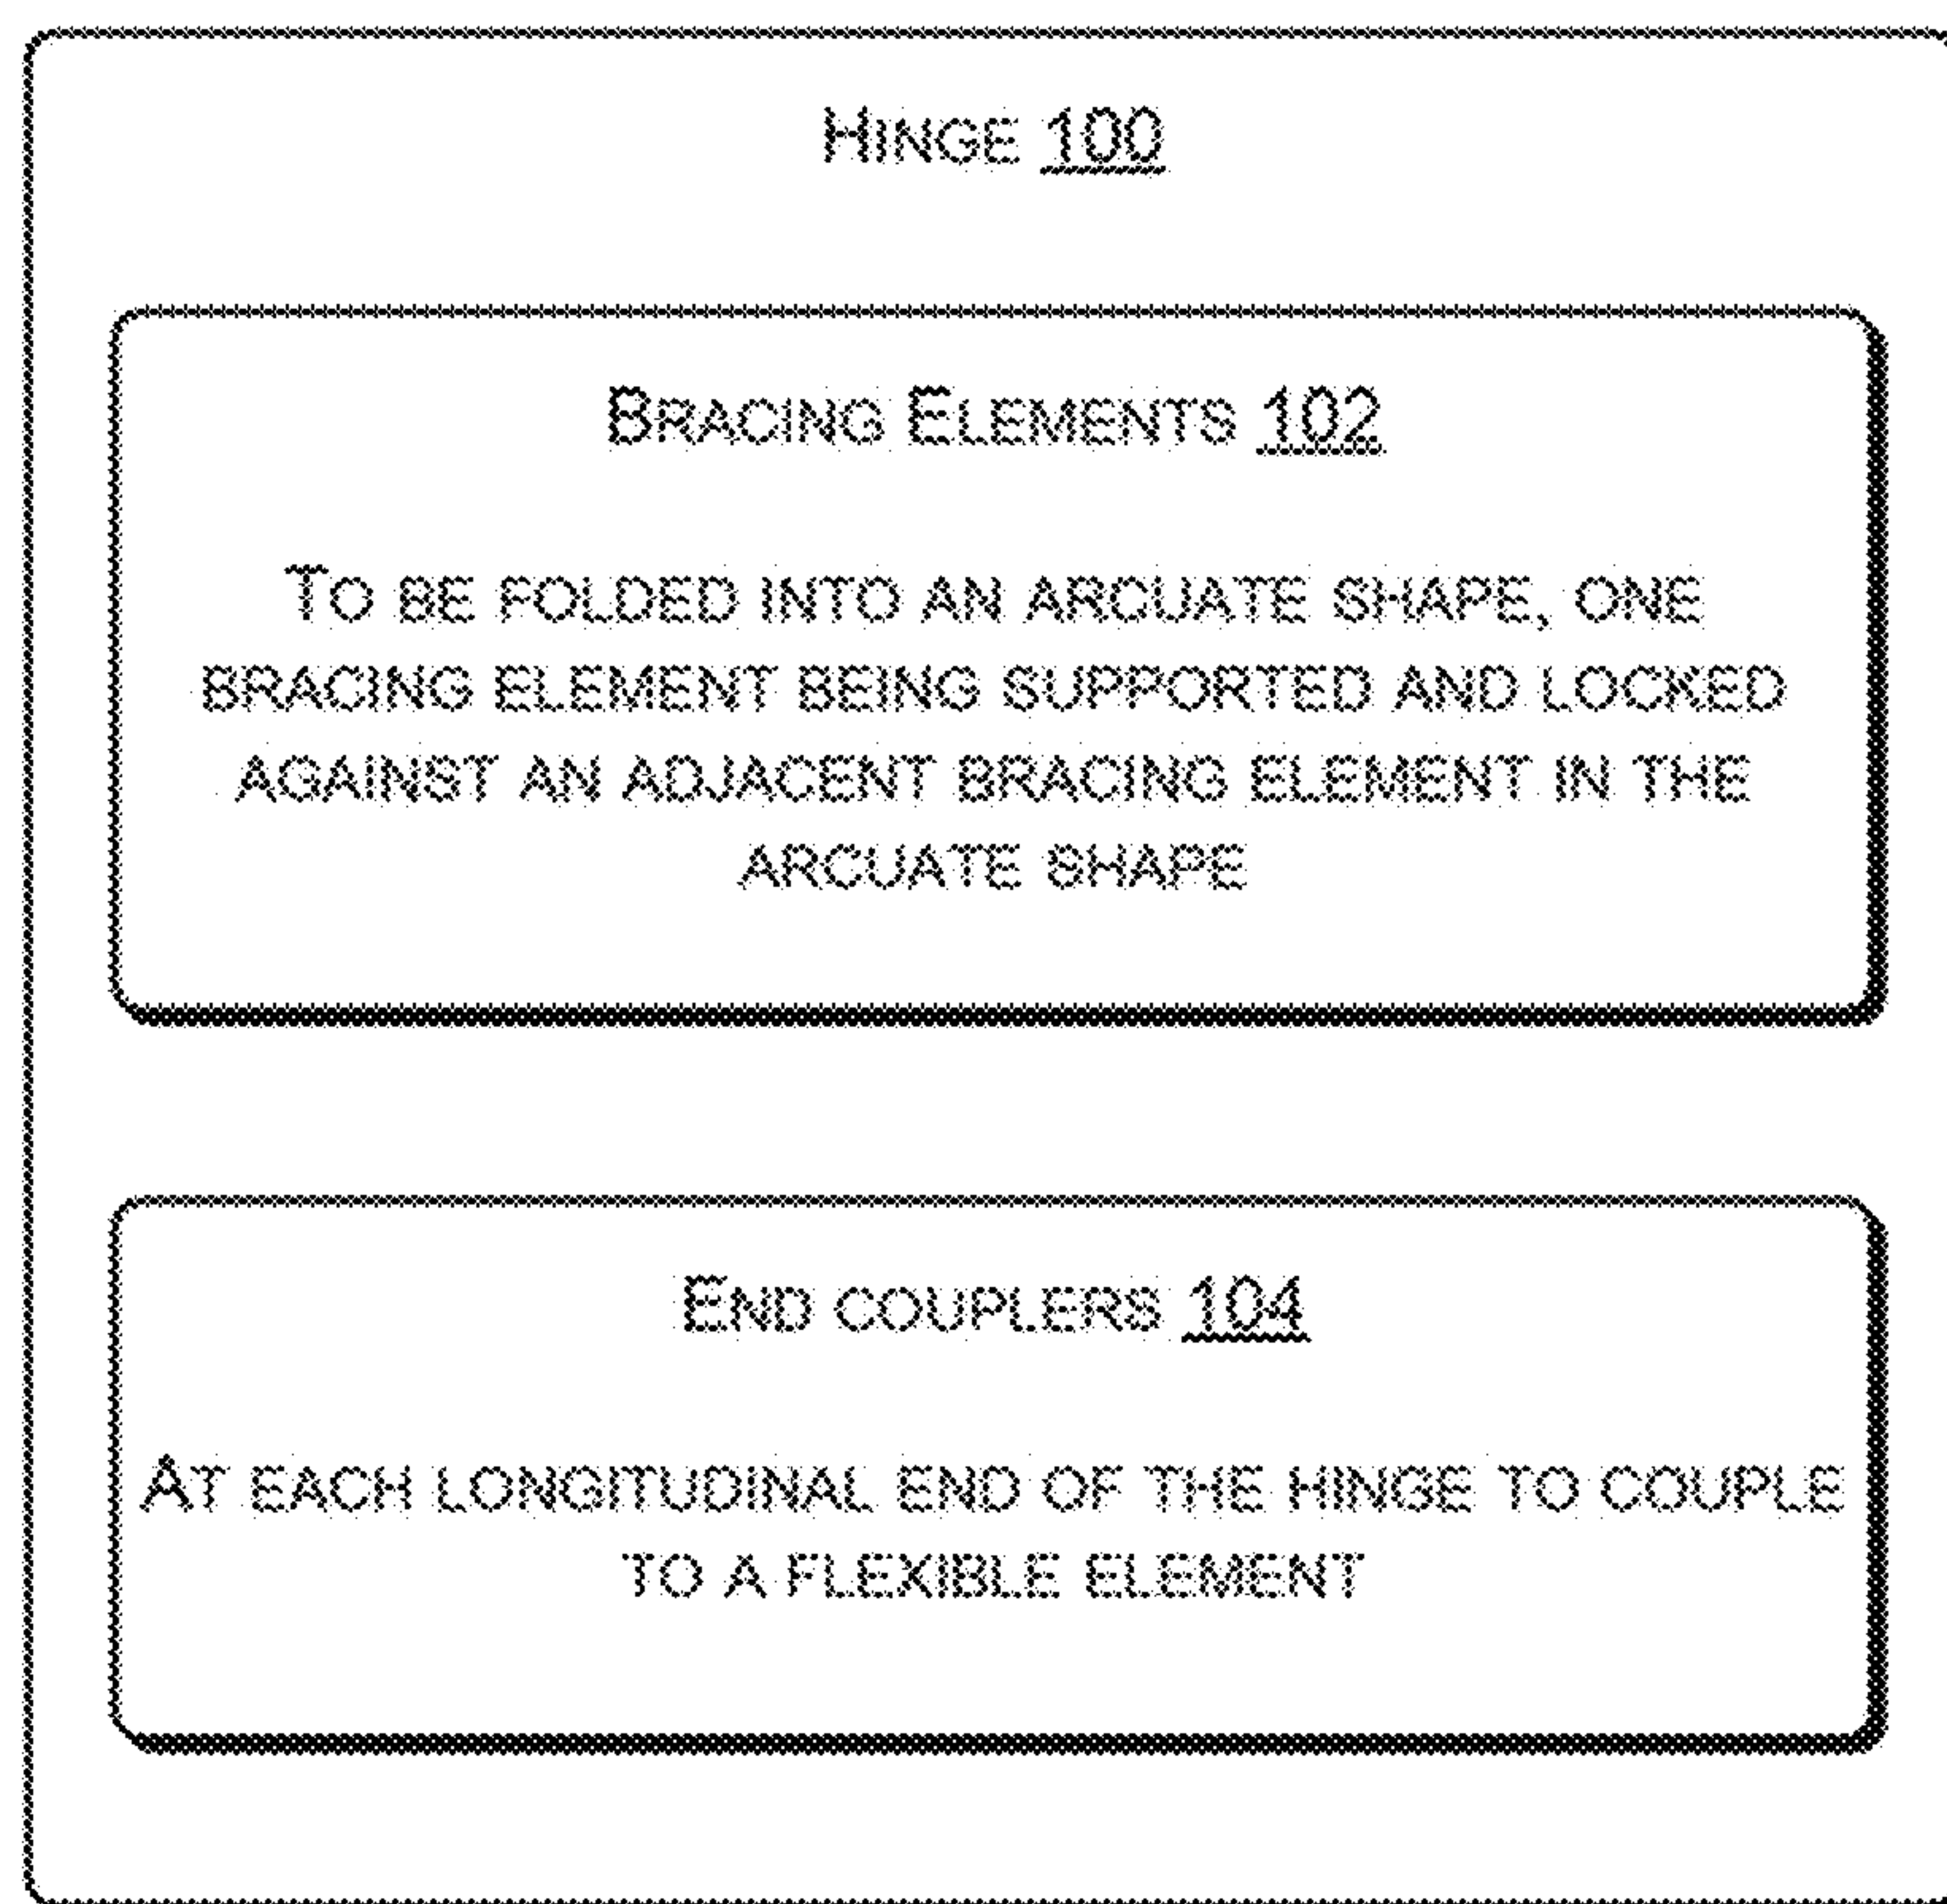 HINGE 100
BRACING ELEMENTS 102
TO BE FOLDED INTO AN ARCUATE SHAPE, ONE
BRACING ELEMENT BEING SUPPORTED AND LOCKED
AGAINST AN ADJACENT BRACING ELEMENT IN THE
ARCUATE SHAPE
END COUPLERS 104
AT EACH LONGITUDINAL END OF THE HINGE TO COUPLE
TO A FLEXIBLE ELEMENT